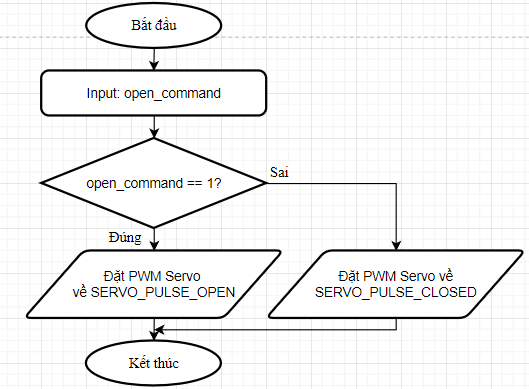 Bắt đầu
Input: open_command
open_command == 1?
Sai
Đúng
Đặt PWM Servo
về SERVO_PULSE_OPEN
Đặt PWM Servo về
SERVO_PULSE_CLOSED
Kết thúc